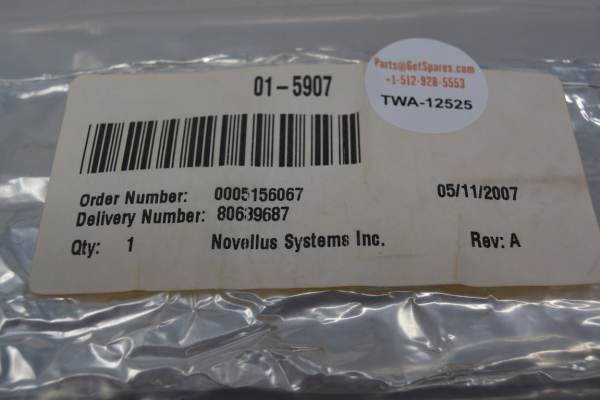 Parts@GetSpares.com
+1-512-928-5553
TWA-12525
01-5907
Order Number: 0005156067 05/11/2007
Delivery Number: 80639687
Qty: 1 Novellus Systems Inc. Rev: A